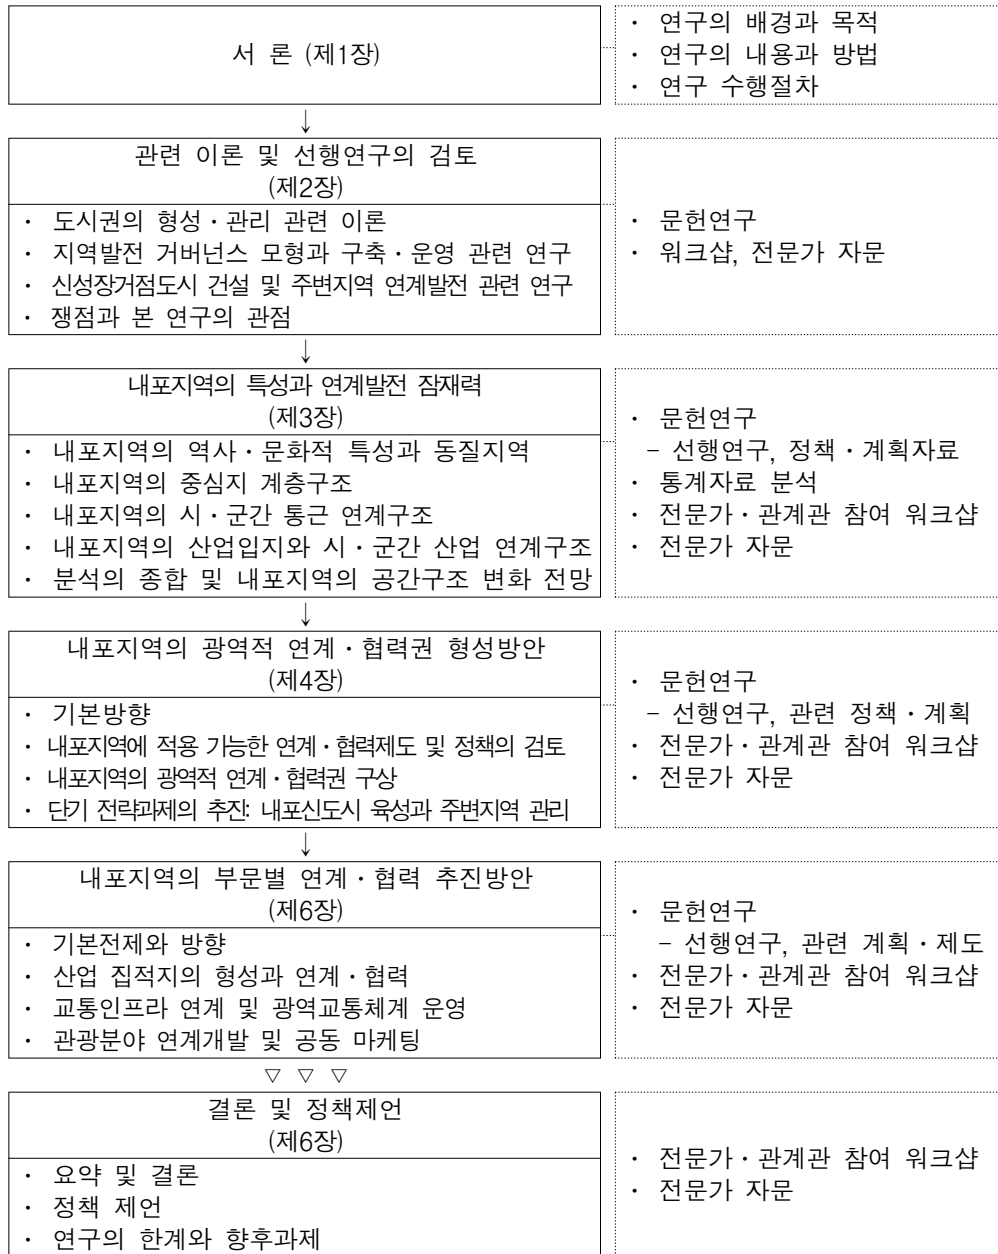 서 론 (제1장)
· 연구의 배경과 목적
· 연구의 내용과 방법
· 연구 수행절차
↓
관련 이론 및 선행연구의 검토
(제2장)
· 도시권의 형성·관리 관련 이론
· 지역발전 거버넌스 모형과 구축·운영 관련 연구
· 신성장거점도시 건설 및 주변지역 연계발전 관련 연구
· 쟁점과 본 연구의 관점
· 문헌연구
· 워크샵, 전문가 자문
↓
내포지역의 특성과 연계발전 잠재력
(제3장)
· 내포지역의 역사·문화적 특성과 동질지역
· 내포지역의 중심지 계층구조
· 내포지역의 시·군간 통근 연계구조
· 내포지역의 산업입지와 시·군간 산업 연계구조
· 분석의 종합 및 내포지역의 공간구조 변화 전망
· 문헌연구
- 선행연구, 정책·계획자료
· 통계자료 분석
· 전문가·관계관 참여 워크샵
· 전문가 자문
↓
내포지역의 광역적 연계·협력권 형성방안
(제4장)
· 기본방향
· 내포지역에 적용 가능한 연계·협력제도 및 정책의 검토
· 내포지역의 광역적 연계·협력권 구상
· 단기 전략과제의 추진: 내포신도시 육성과 주변지역 관리
· 문헌연구
- 선행연구, 관련 정책·계획
· 전문가·관계관 참여 워크샵
· 전문가 자문
↓
내포지역의 부문별 연계·협력 추진방안
(제6장)
· 기본전제와 방향
· 산업 집적지의 형성과 연계·협력
· 교통인프라 연계 및 광역교통체계 운영
· 관광분야 연계개발 및 공동 마케팅
· 문헌연구
- 선행연구, 관련 계획·제도
· 전문가·관계관 참여 워크샵
· 전문가 자문
▽ ▽ ▽
결론 및 정책제언
(제6장)
· 요약 및 결론
· 정책 제언
· 연구의 한계와 향후과제
· 전문가·관계관 참여 워크샵
· 전문가 자문